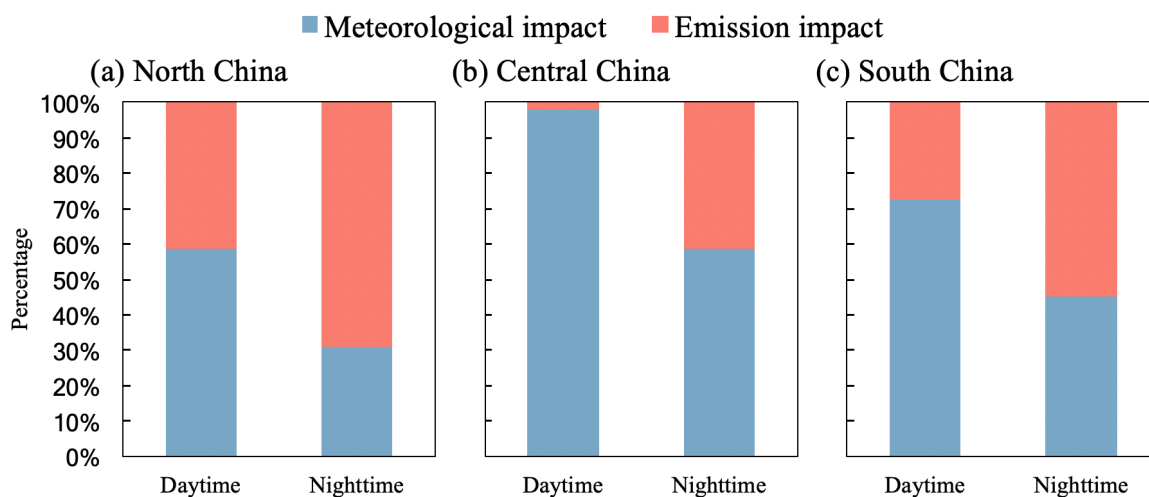 Meteorological impact Emission impact
(a) North China (b) Central China (c) South China
100%
90%
80%
70%
60%
50%
40%
30%
20%
10%
0%
Percentage
Daytime Nighttime Daytime Nighttime Daytime Nighttime